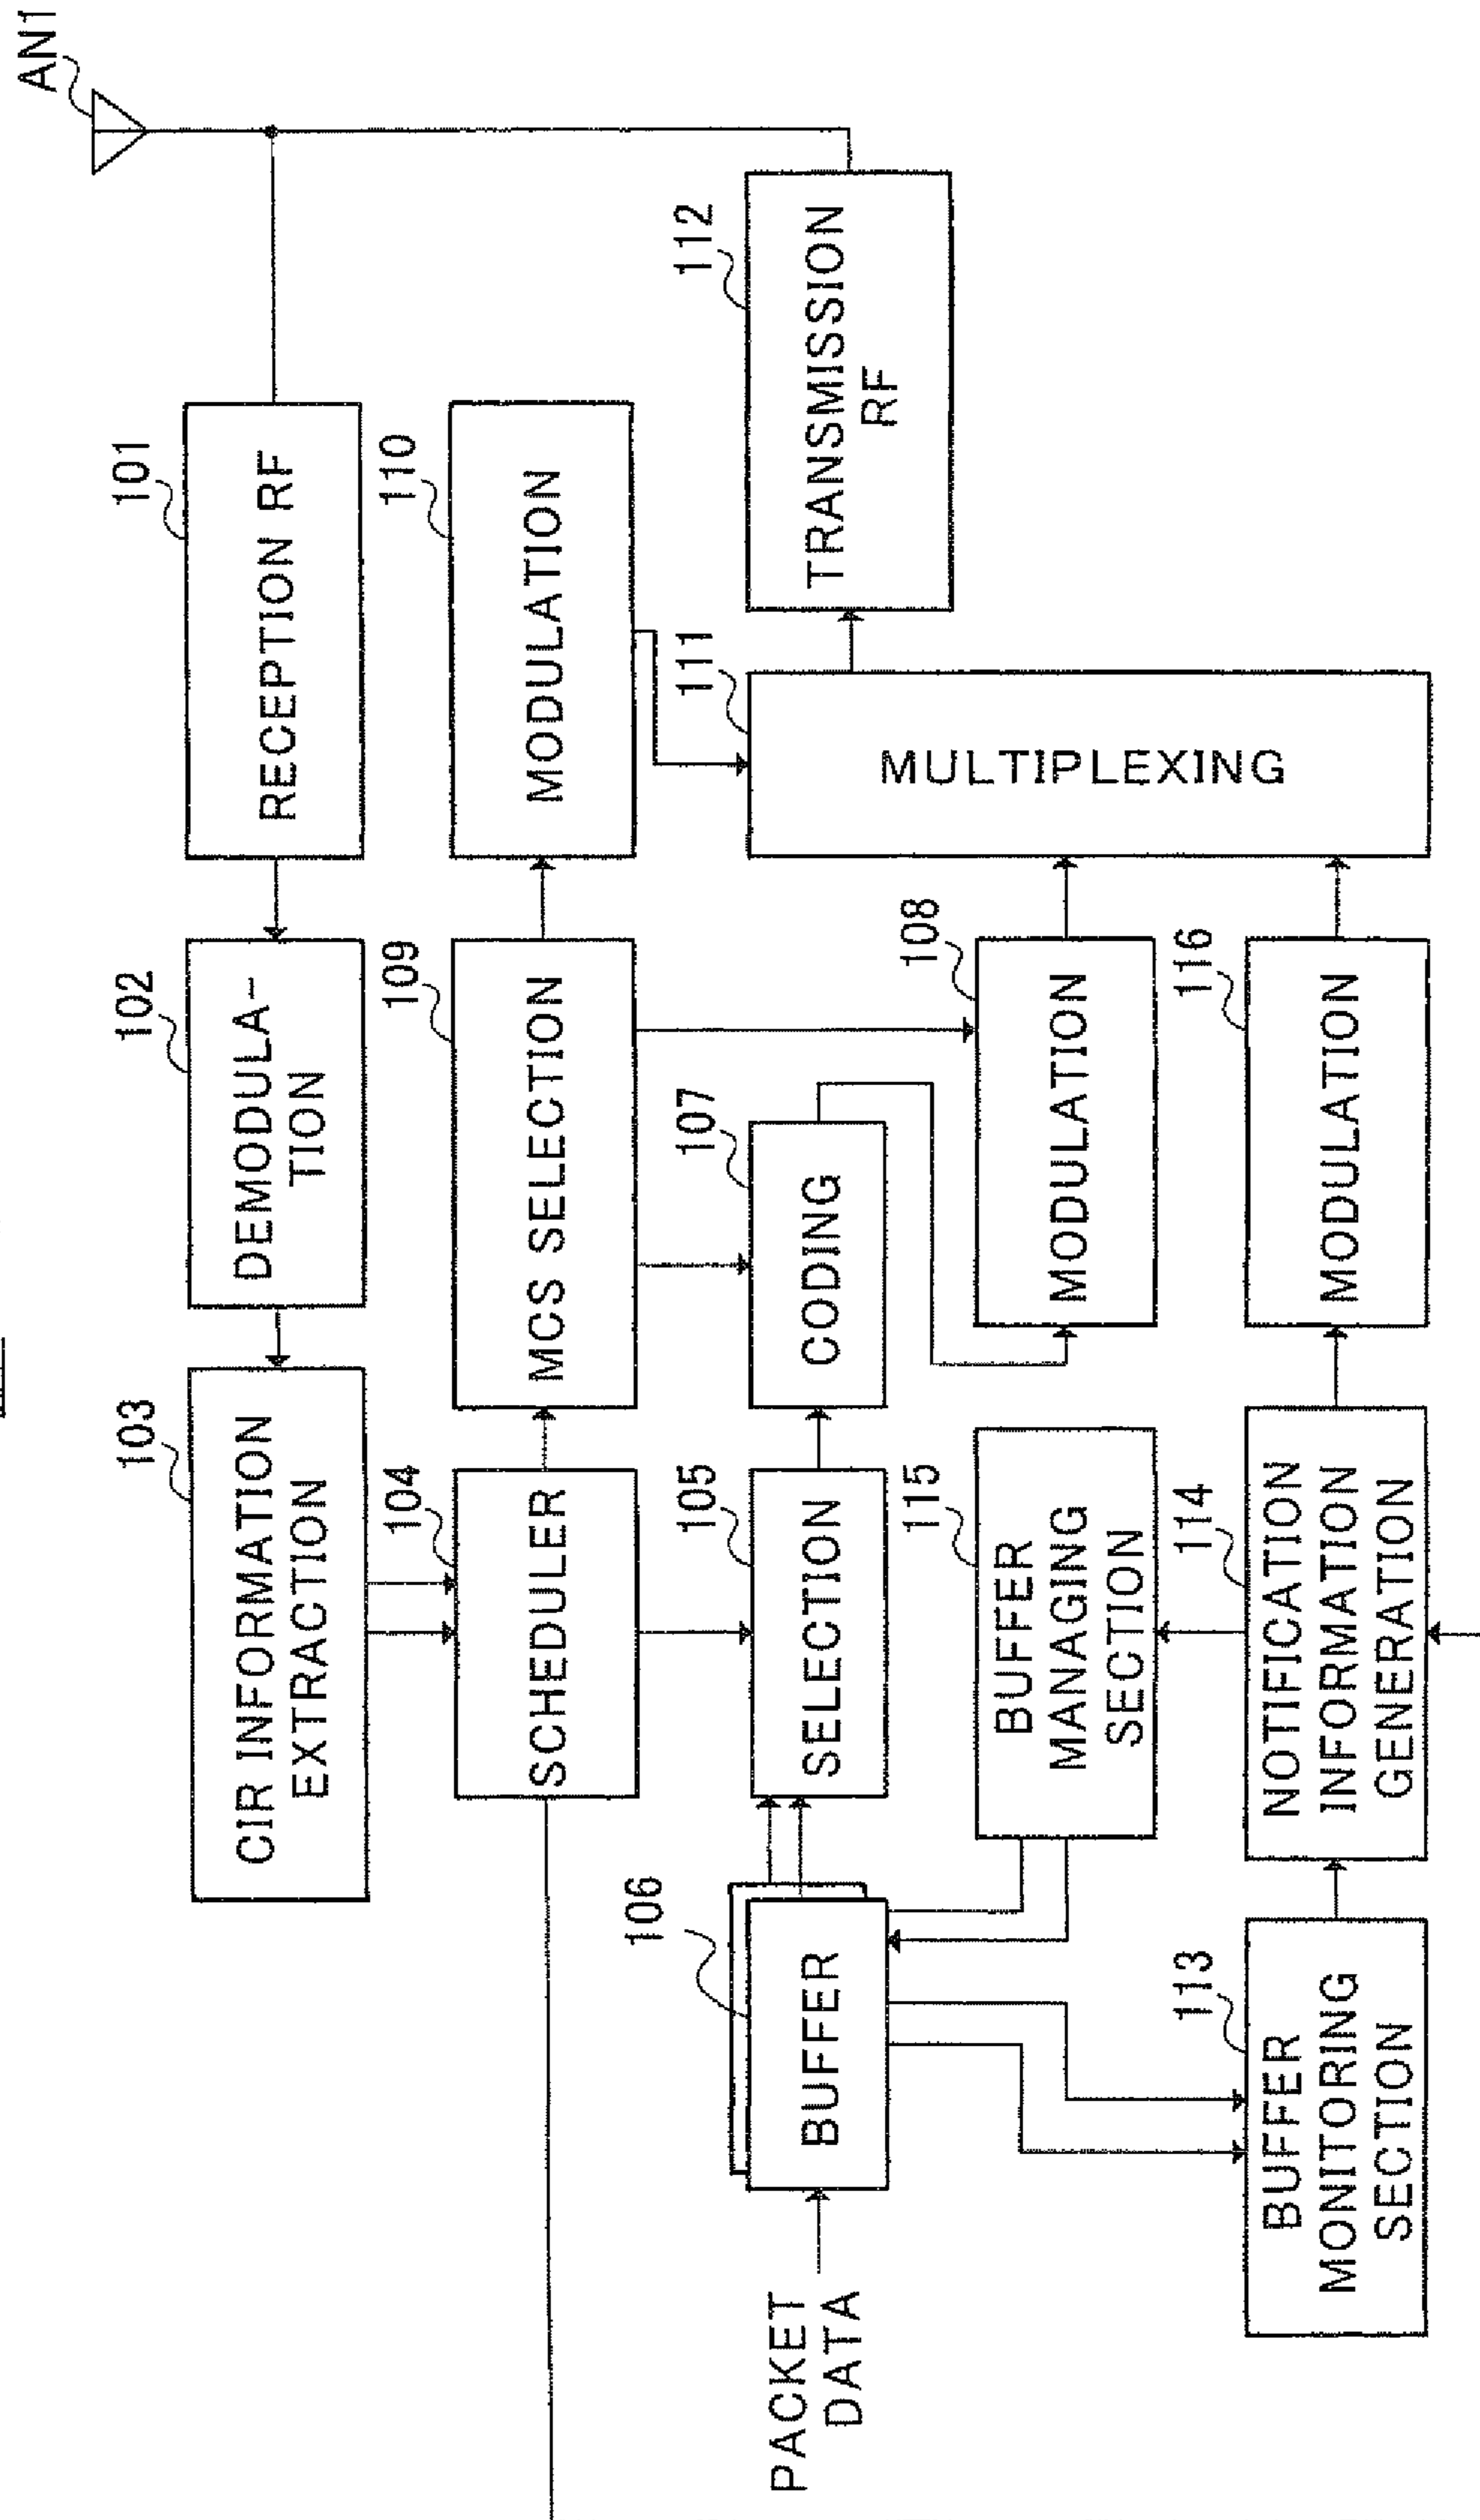 AN1
101
RECEPTION RF
102
DEMODULA-
TION
103
CIR INFORMATION
EXTRACTION
104
SCHEDULER
109
MCS SELECTION
110
MODULATION
112
TRANSMISSION
RF
111
MULTIPLEXING
107
CODING
105
SELECTION
106
BUFFER
PACKET
DATA
108
MODULATION
115
BUFFER
MANAGING
SECTION
116
MODULATION
114
NOTIFICATION
INFORMATION
GENERATION
113
BUFFER
MONITORING
SECTION